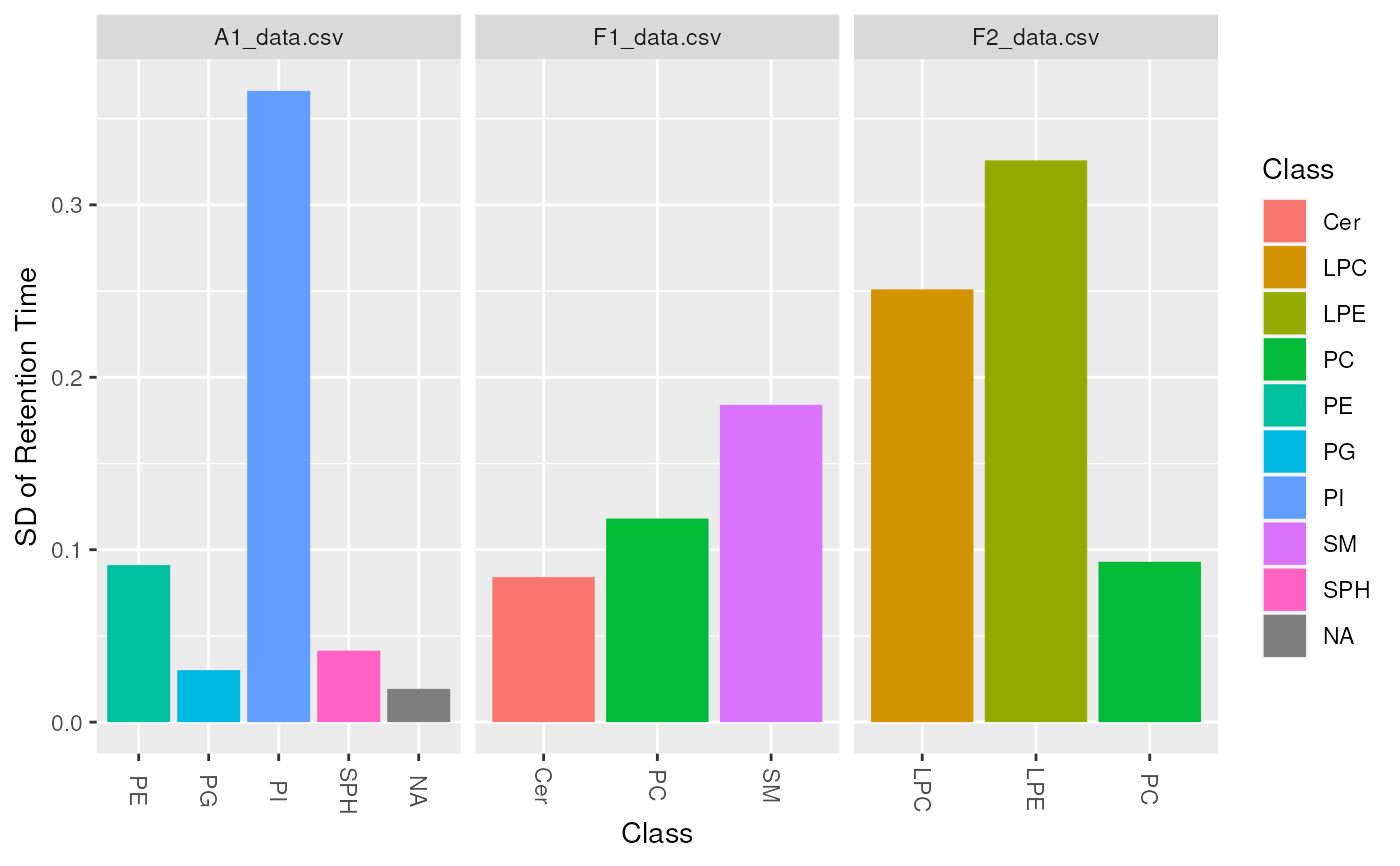 A1_data.csv F1_data.csv F2_data.csv
SD of Retention Time
0.3
0.2
0.1
0.0
PE PG PI SPH NA Cer PC SM LPC LPE PC
Class
Class
Cer
LPC
LPE
PC
PE
PG
PI
SM
SPH
NA